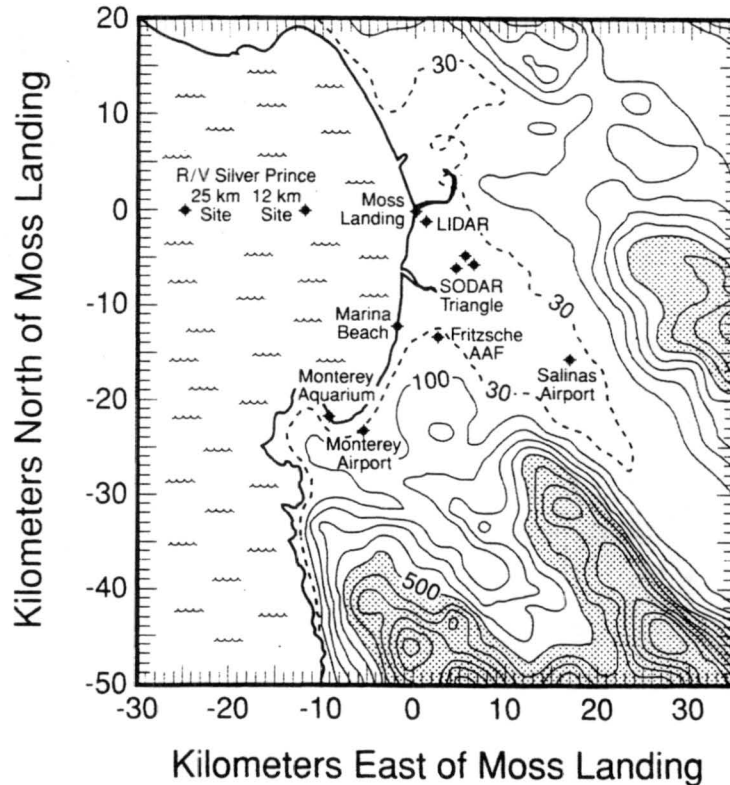 20
10
0
-10
-20
-30
-40
-50
Kilometers North of Moss Landing
30
R/V Silver Prince
25 km
Site
12 km
Site
Moss
Landing
LIDAR
SODAR
Triangle
30
Marina
Beach
Fritzsche
AAF
Monterey
Aquarium
100
30
Salinas
Airport
Monterey
Airport
500
-30
-20
-10
0
10
20
30
Kilometers East of Moss Landing